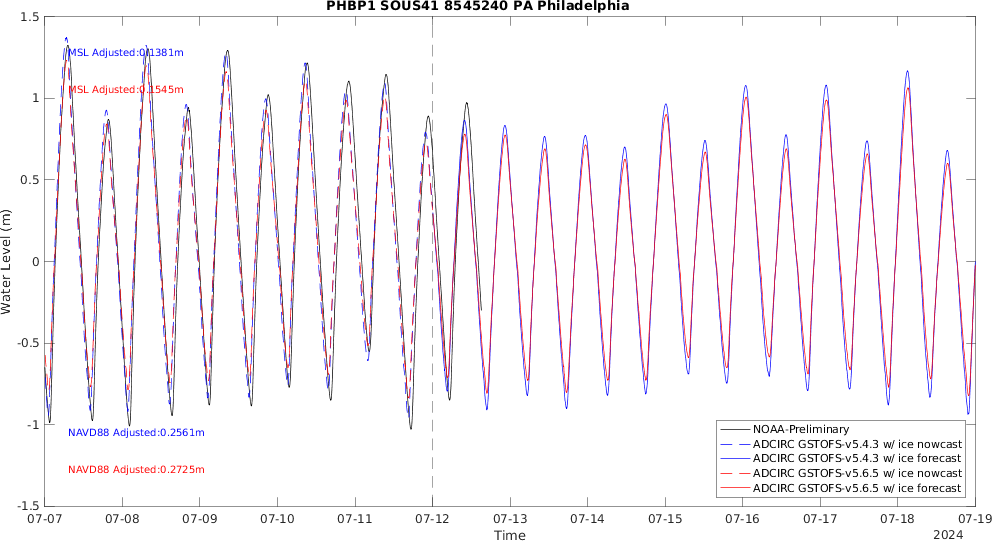 PHBP1 SOUS41 8545240 PA Philadelphia
1.5
1
0.5
0
-0.5
-1
-1.5
Water Level (m)
MSL Adjusted:0.1381m
MSL Adjusted:0.1545m
NAVD88 Adjusted:0.2561m
NAVD88 Adjusted:0.2725m
NOAA-Preliminary
ADCIRC GSTOFS-v5.4.3 w/ ice nowcast
ADCIRC GSTOFS-v5.4.3 w/ ice forecast
ADCIRC GSTOFS-v5.6.5 w/ ice nowcast
ADCIRC GSTOFS-v5.6.5 w/ ice forecast
07-07 07-08 07-09 07-10 07-11 07-12 07-13 07-14 07-15 07-16 07-17 07-18 07-19
Time
2024